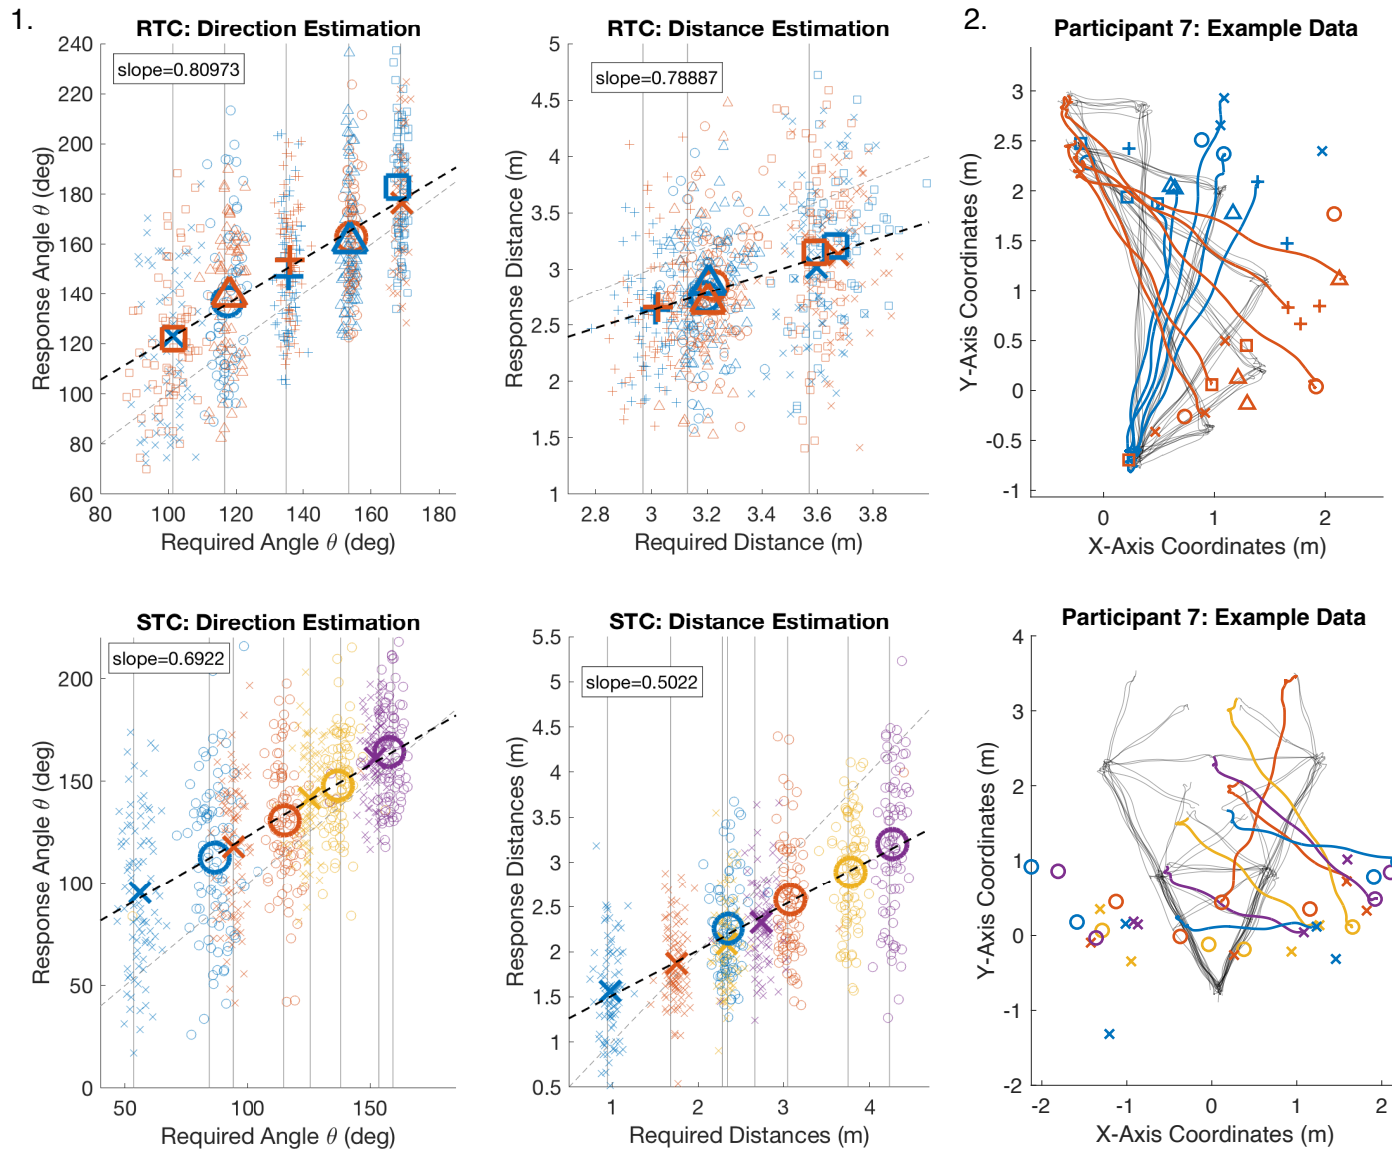 1.
RTC: Direction Estimation
slope=0.80973
240
220
200
180
160
140
120
100
80
60
80 100 120 140 160 180
Response Angle θ (deg)
Required Angle θ (deg)
RTC: Distance Estimation
slope=0.78887
5
4.5
4
3.5
3
2.5
2
1.5
1
2.8 3 3.2 3.4 3.6 3.8
Response Distance (m)
Required Distance (m)
2.
Participant 7: Example Data
3
2.5
2
1.5
1
0.5
0
-0.5
-1
0 1 2
Y-Axis Coordinates (m)
X-Axis Coordinates (m)
STC: Direction Estimation
slope=0.6922
200
150
100
50
0
50 100 150
Response Angle θ (deg)
Required Angle θ (deg)
STC: Distance Estimation
slope=0.5022
5.5
5
4.5
4
3.5
3
2.5
2
1.5
1
0.5
1 2 3 4
Response Distances (m)
Required Distances (m)
Participant 7: Example Data
4
3
2
1
0
-1
-2
-2 -1 0 1 2
Y-Axis Coordinates (m)
X-Axis Coordinates (m)